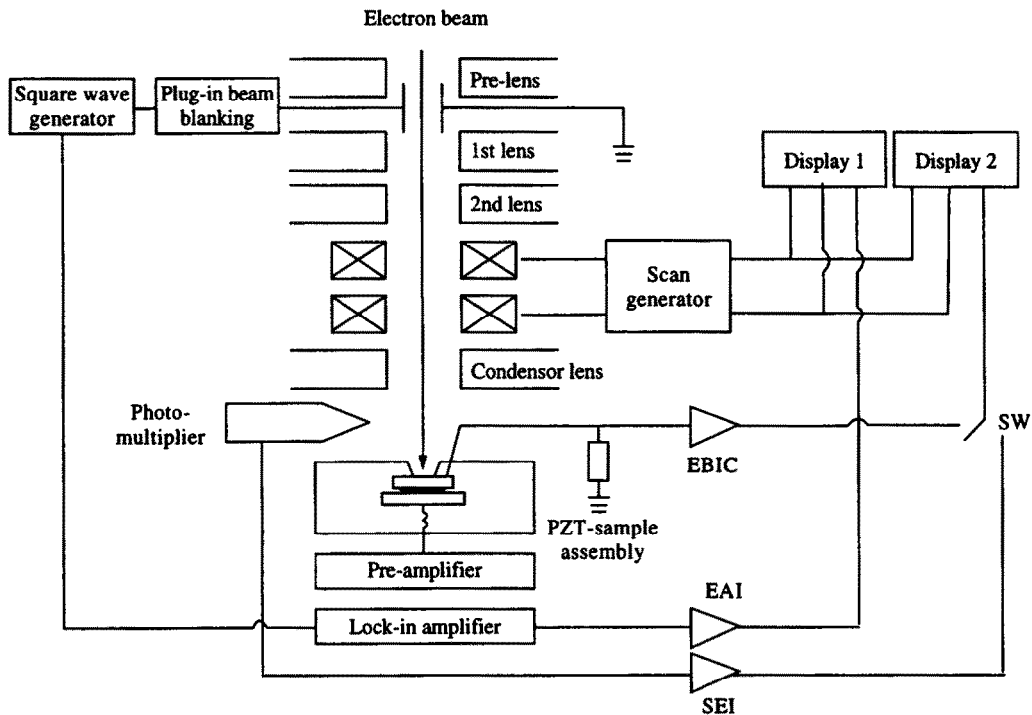 Electron beam
Square wave
generator
Plug-in beam
blanking
Pre-lens
1st lens
2nd lens
Display 1
Display 2
Scan
generator
Condensor lens
Photo-
multiplier
EBIC
SW
PZT-sample
assembly
Pre-amplifier
EAI
Lock-in amplifier
SEI